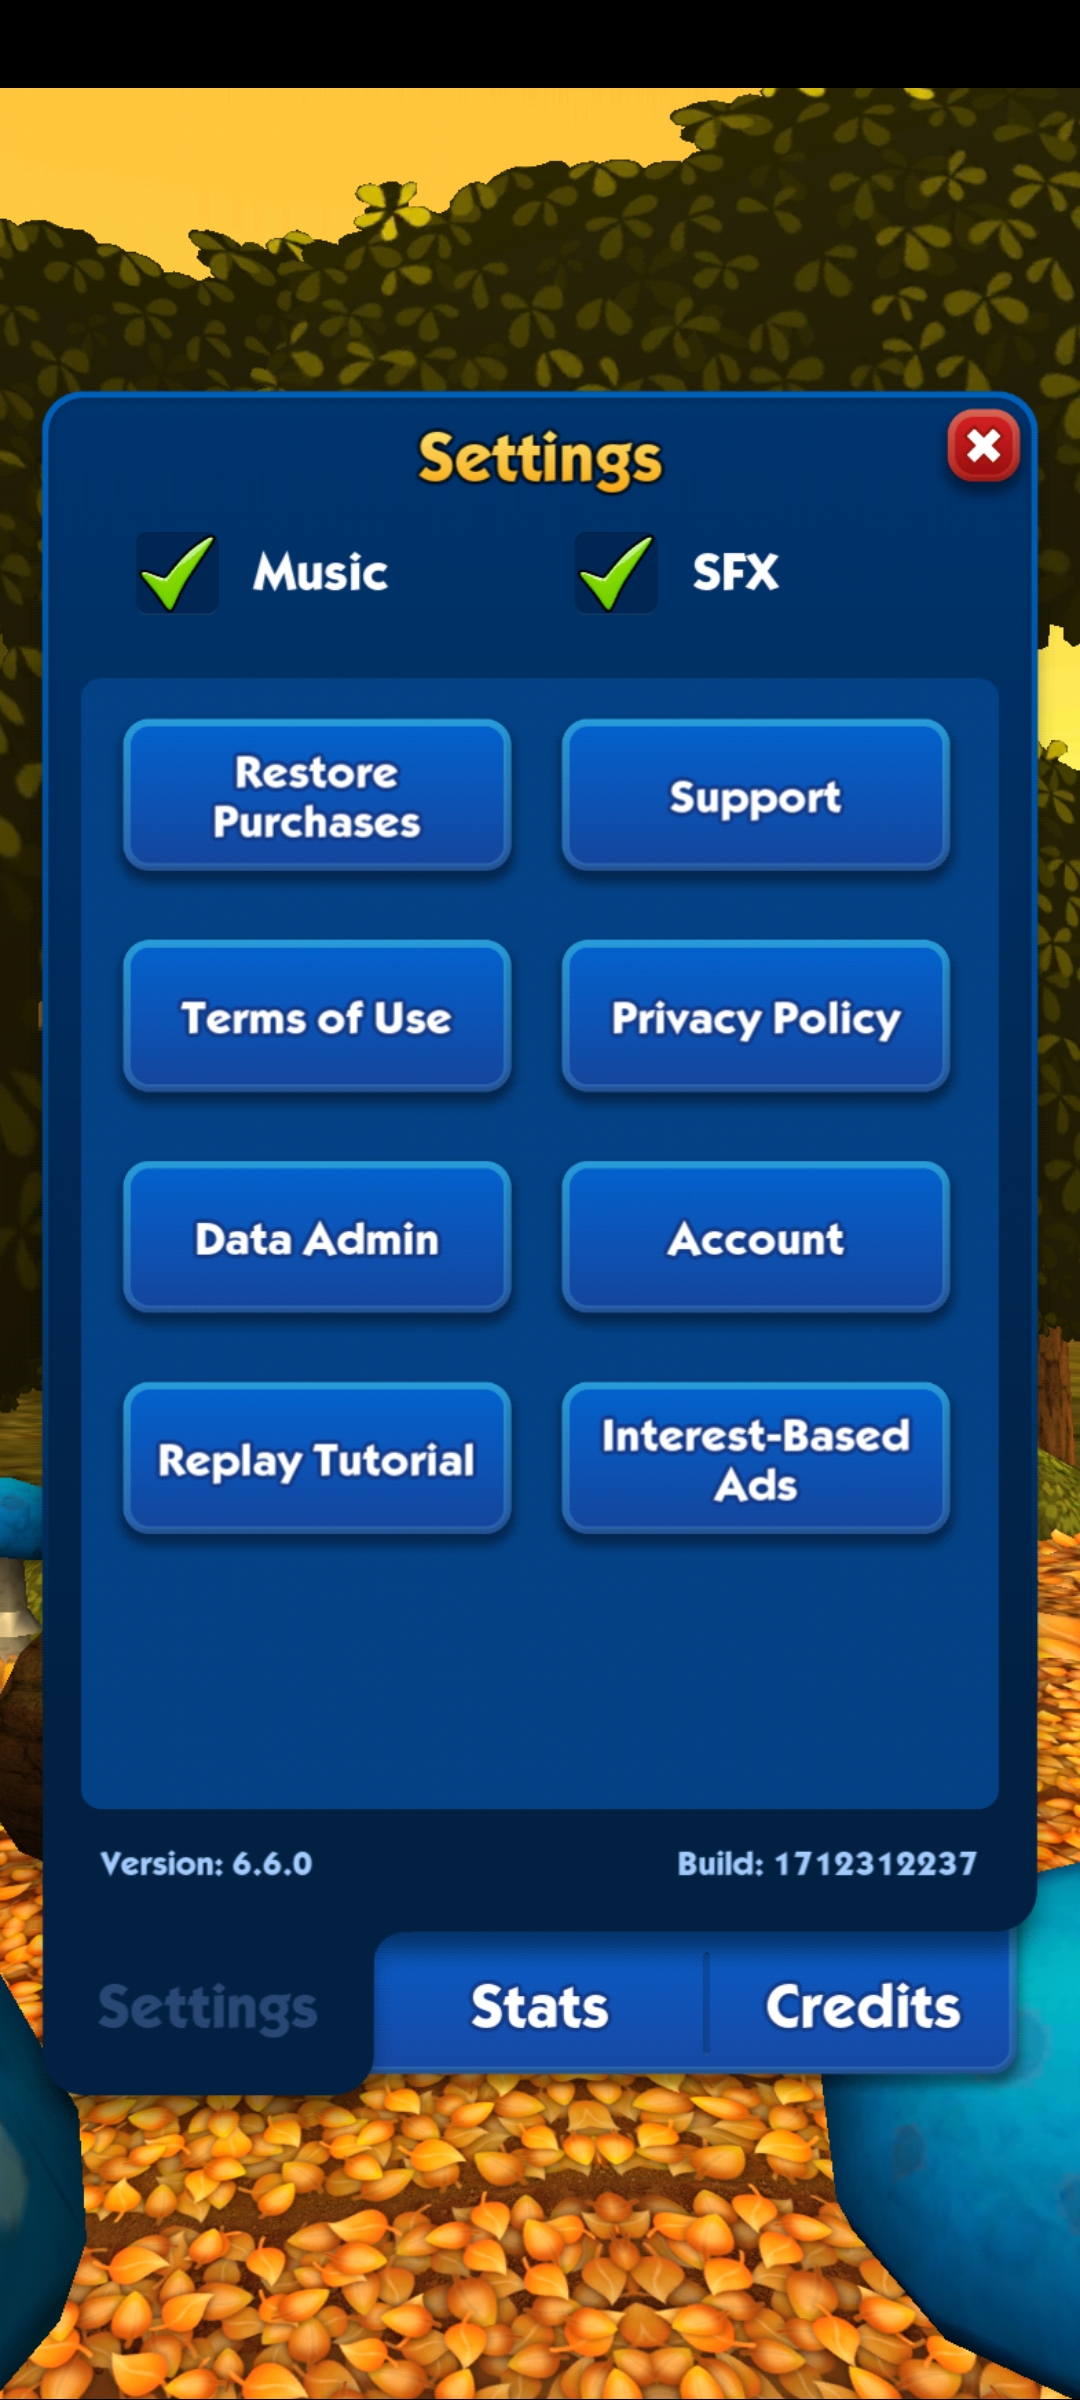 Settings
Music SFX
Restore
Purchases
Support
Terms of Use
Privacy Policy
Data Admin
Account
Replay Tutorial
Interest-Based
Ads
Version: 6.6.0
Build: 1712312237
Settings
Stats
Credits